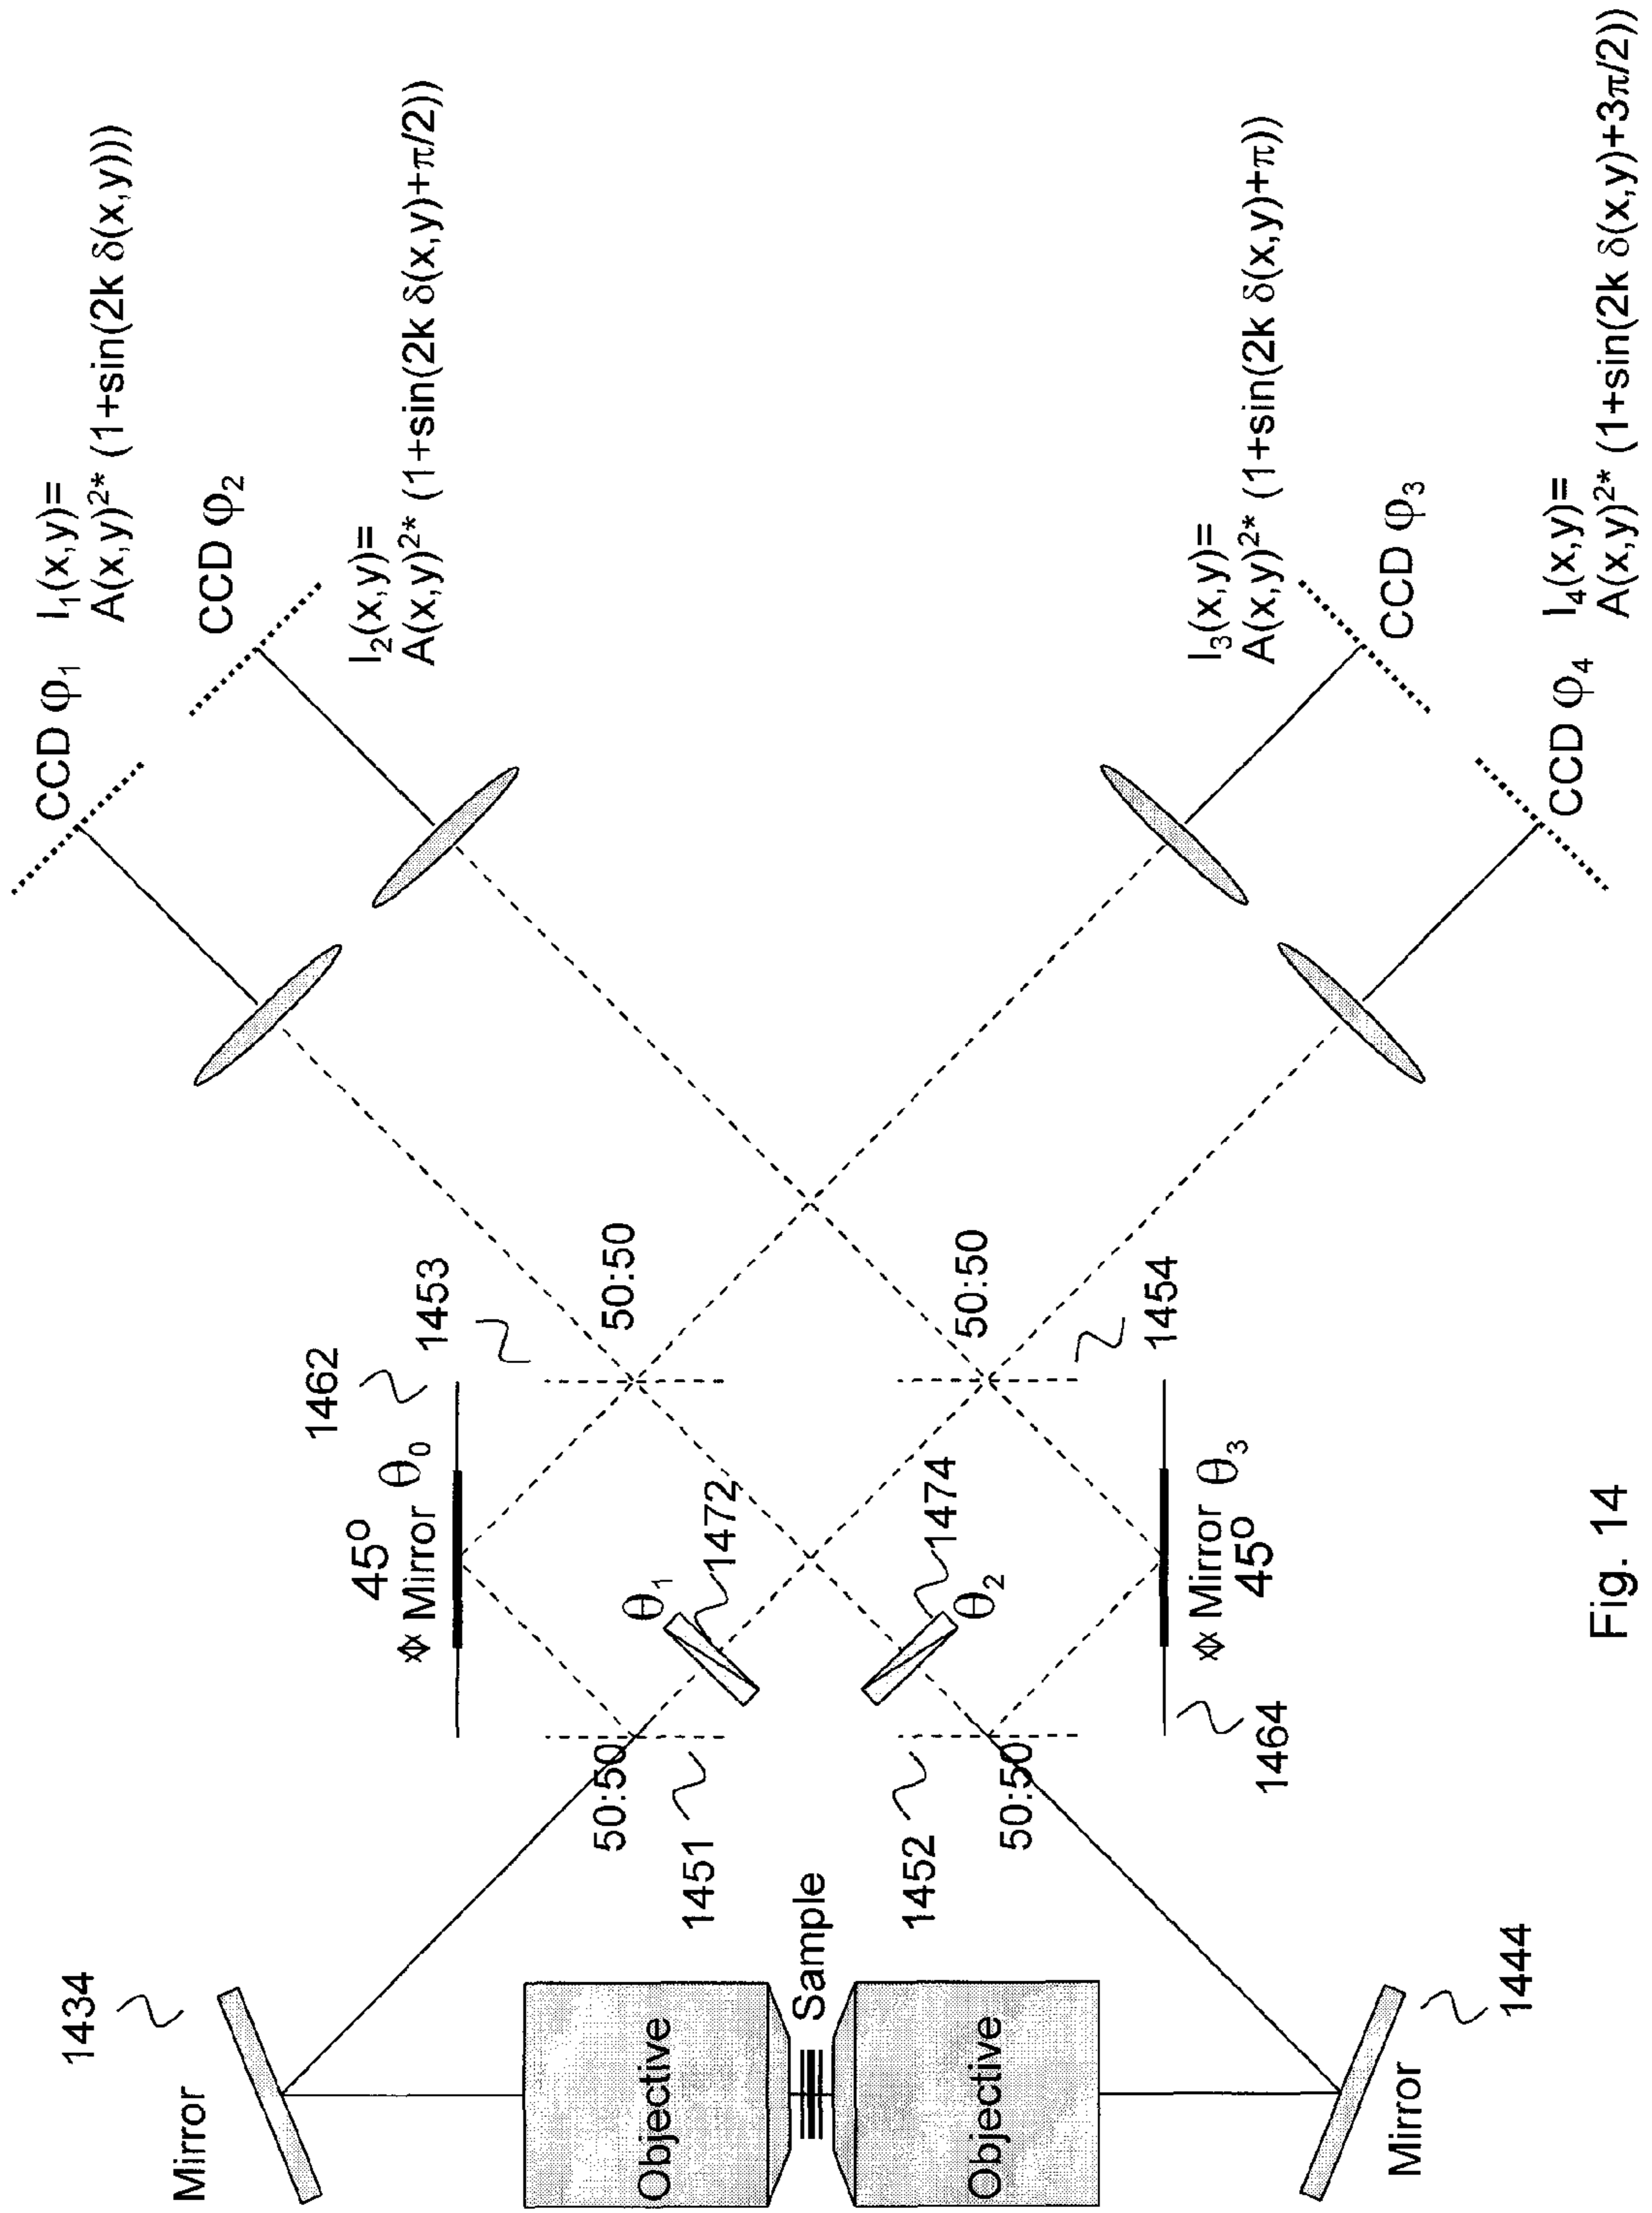 CCD φ₁
I₁(x,y)=
A(x,y)²* (1+sin(2k δ(x,y)))
CCD φ₂
I₂(x,y)=
A(x,y)²* (1+sin(2k δ(x,y)+π/2))
I₃(x,y)=
A(x,y)²* (1+sin(2k δ(x,y)+π))
CCD φ₃
CCD φ₄
I₄(x,y)=
A(x,y)²* (1+sin(2k δ(x,y)+3π/2))
1434
Mirror
1462
45°
Mirror θ₀
1453
50:50
θ₁
1472
50:50
1451
Objective
Sample
Objective
1452
50:50
1474
θ₂
50:50
1454
Mirror θ₃
45°
1464
1444
Mirror
Fig. 14